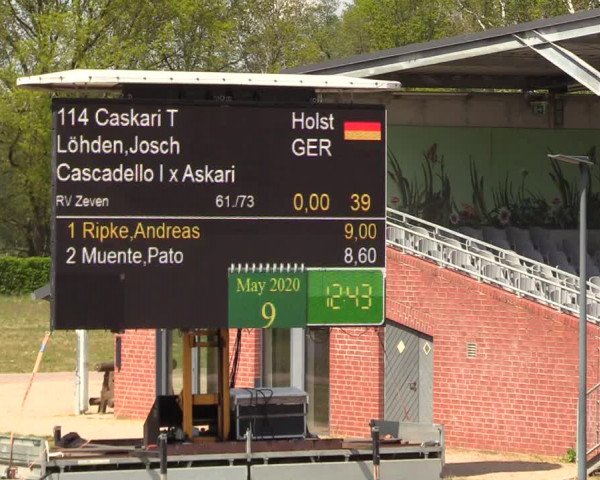 114 Caskari T Holst
Löhden,Josch GER
Cascadello I x Askari
RV Zeven 61./73 0,00 39
1 Ripke,Andreas 9,00
2 Muente,Pato 8,60
May 2020
9
12:43